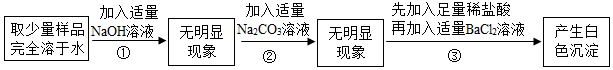 取少量样品
完全溶于水
加入适量
NaOH溶液
①
无明显
现象
加入适量
Na₂CO₃溶液
②
无明显
现象
先加入足量稀盐酸
再加入适量BaCl₂溶液
③
产生白
色沉淀